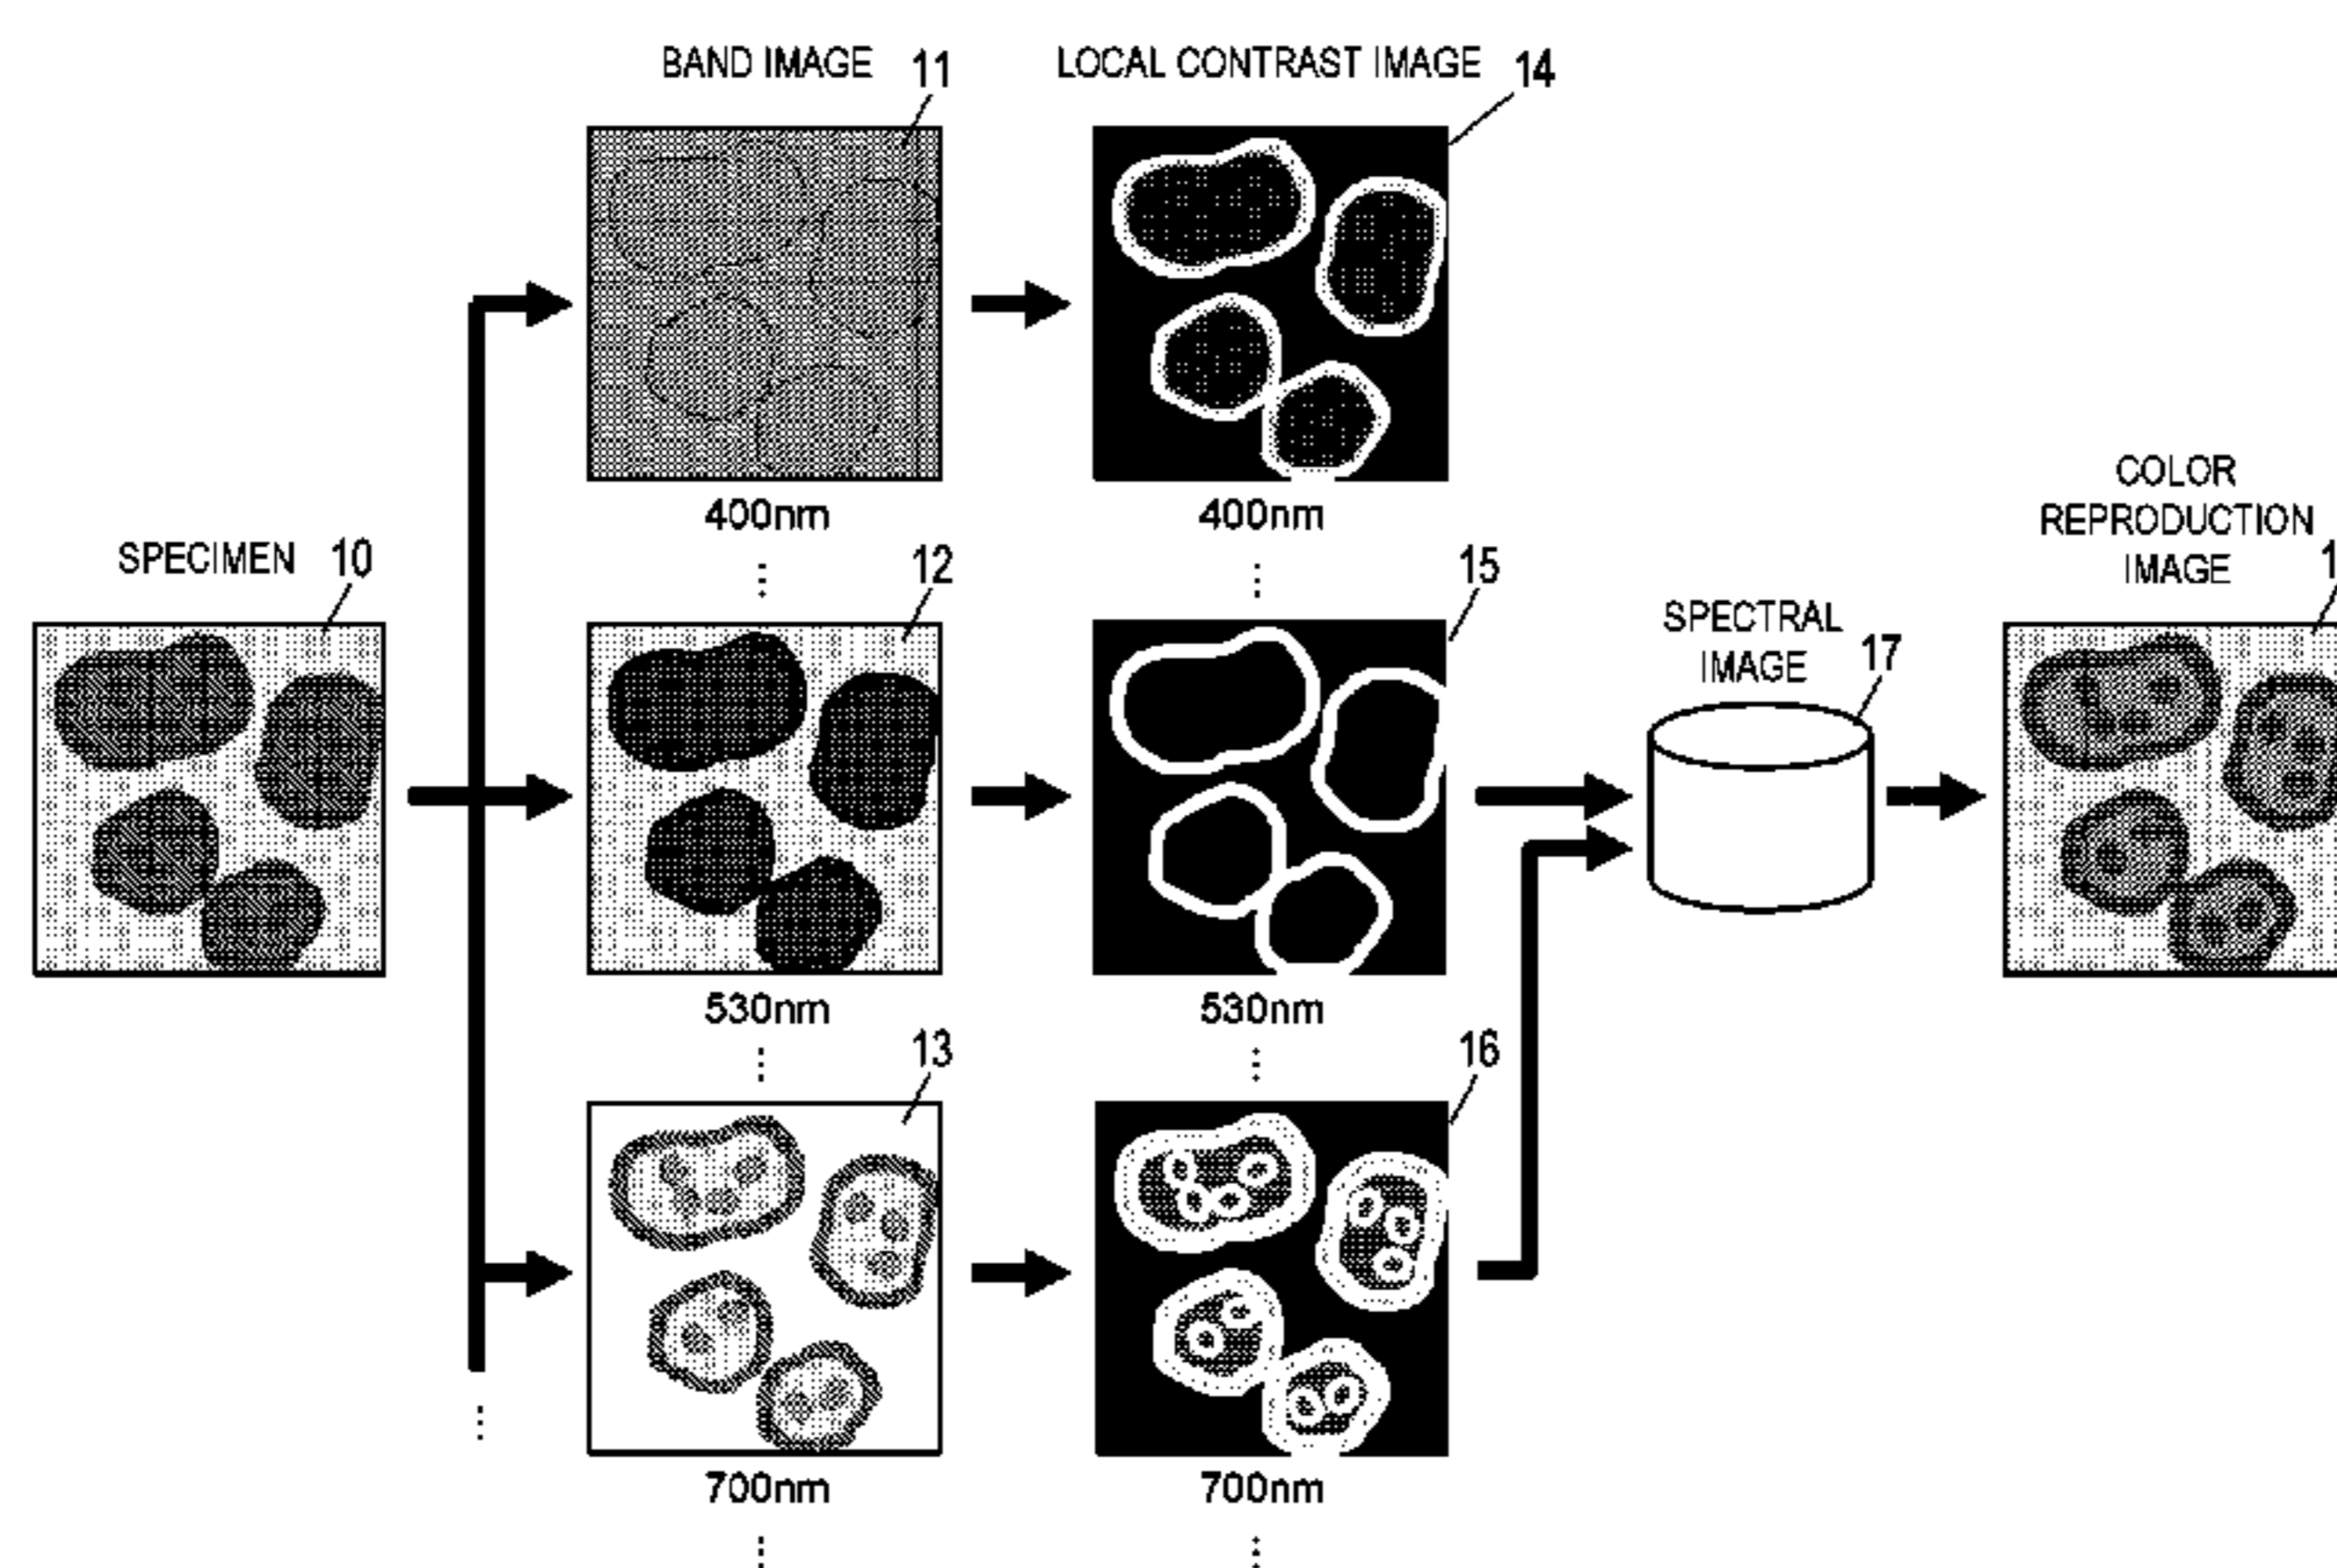 BAND IMAGE 11
LOCAL CONTRAST IMAGE 14
400nm
400nm
SPECIMEN 10
12
15
COLOR
REPRODUCTION
IMAGE
SPECTRAL
IMAGE 17
530nm
530nm
13
16
700nm
700nm